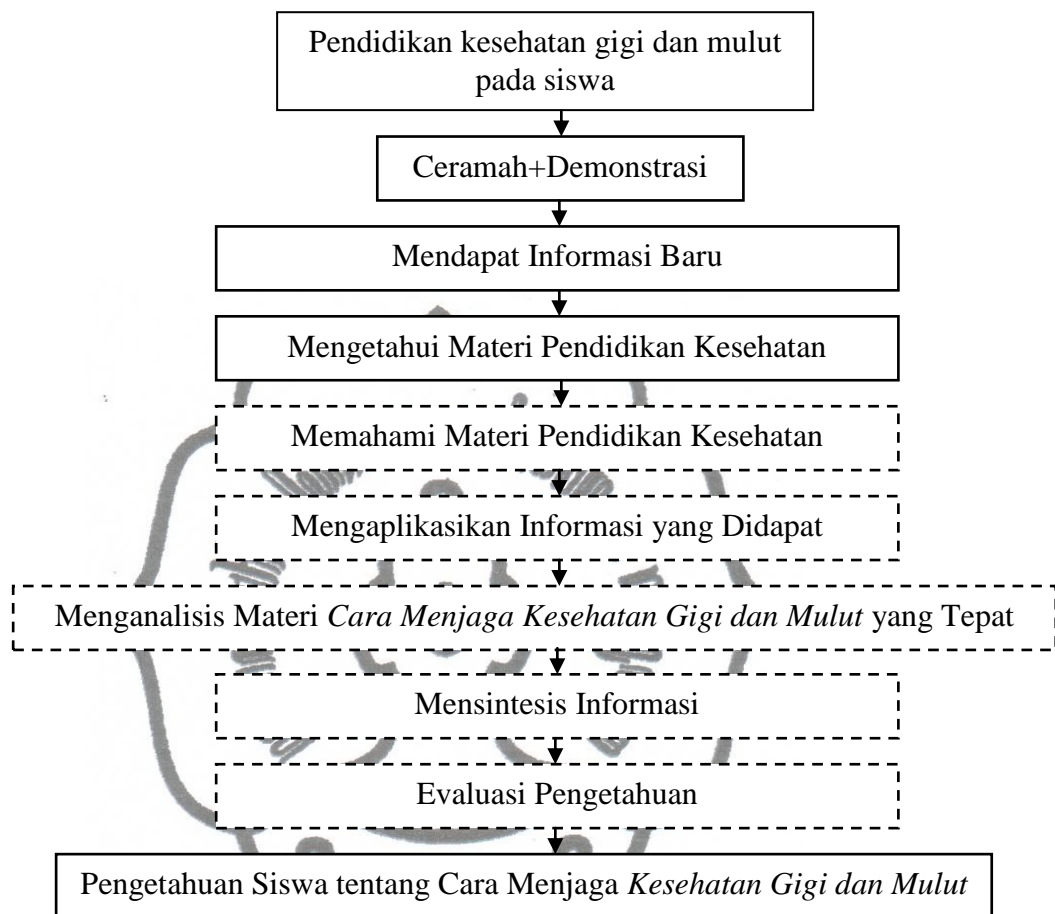 Pendidikan kesehatan gigi dan mulut
pada siswa
Ceramah+Demonstrasi
Mendapat Informasi Baru
Mengetahui Materi Pendidikan Kesehatan
Memahami Materi Pendidikan Kesehatan
Mengaplikasikan Informasi yang Didapat
Menganalisis Materi Cara Menjaga Kesehatan Gigi dan Mulut yang Tepat
Mensintesis Informasi
Evaluasi Pengetahuan
Pengetahuan Siswa tentang Cara Menjaga Kesehatan Gigi dan Mulut